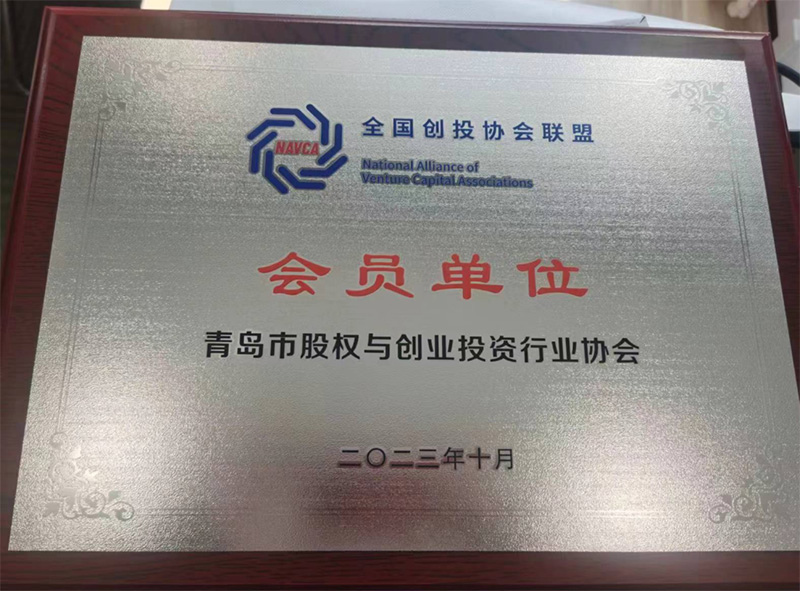 NAVCA
全国创投协会联盟
National Alliance of
Venture Capital Associations
会员单位
青岛市股权与创业投资行业协会
二〇二三年十月